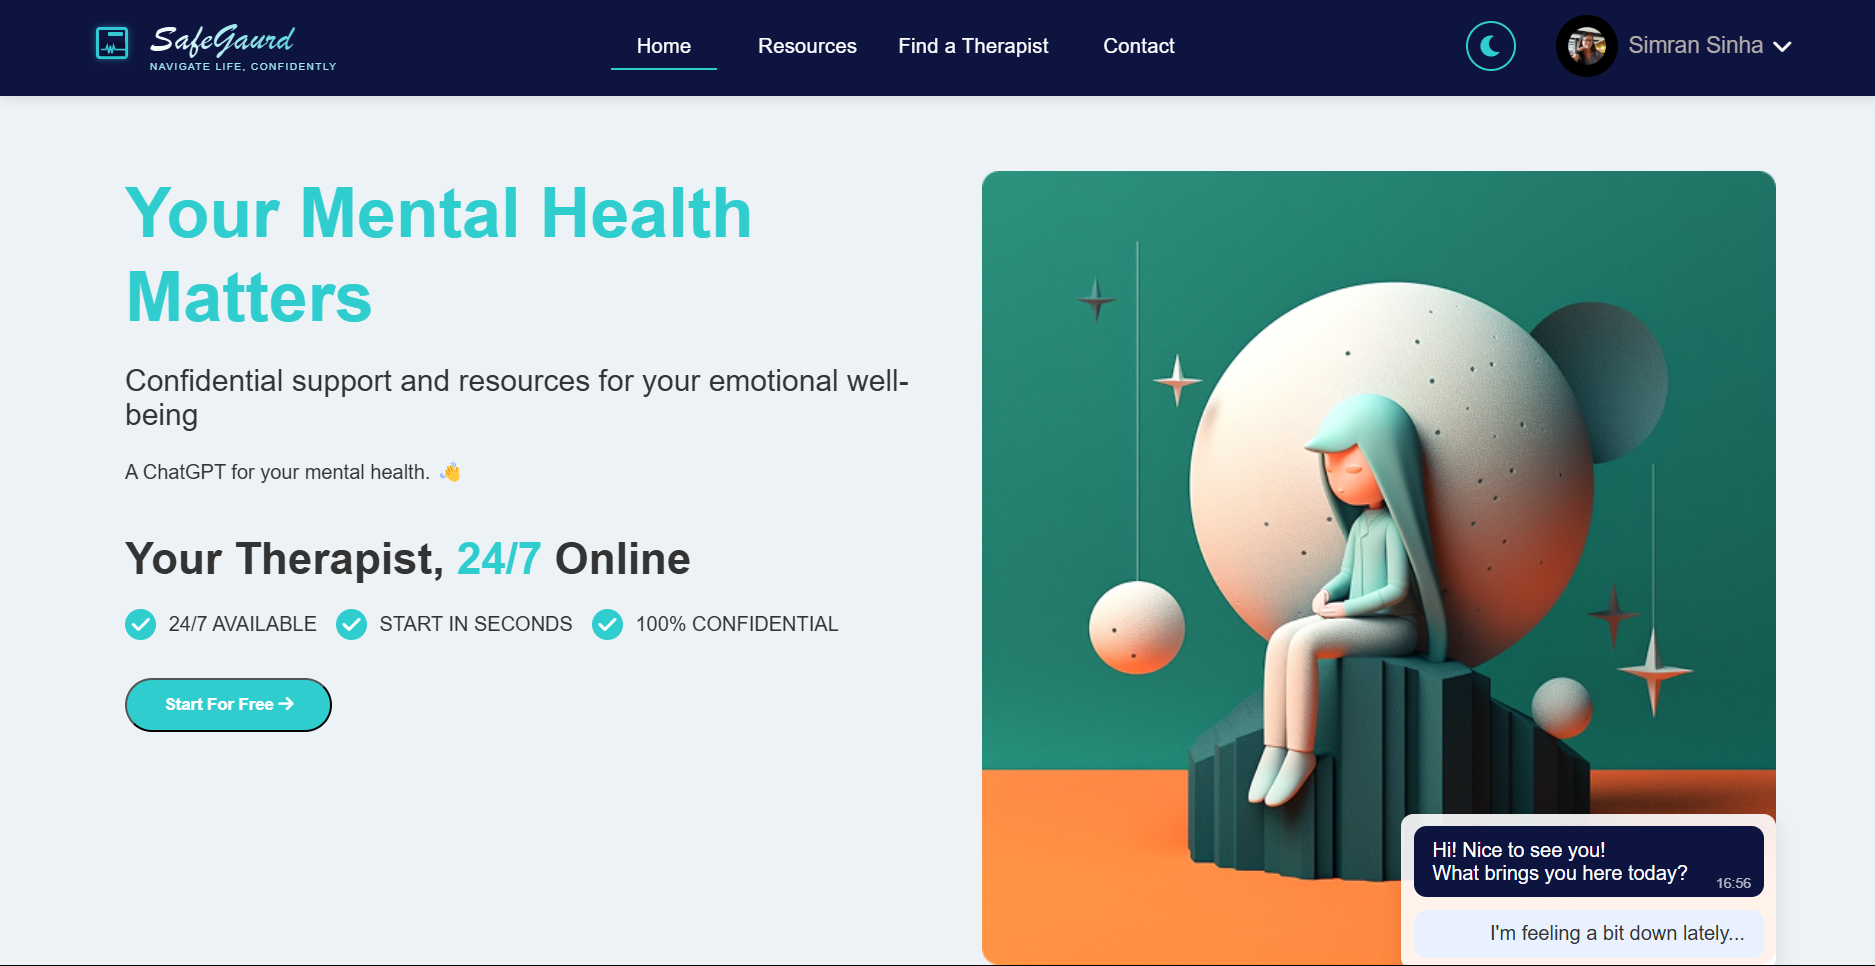 SafeGaurd
NAVIGATE LIFE, CONFIDENTLY
Home
Resources
Find a Therapist
Contact
Simran Sinha
Your Mental Health
Matters
Confidential support and resources for your emotional well-
being
A ChatGPT for your mental health. 👋
Your Therapist, 24/7 Online
24/7 AVAILABLE
START IN SECONDS
100% CONFIDENTIAL
Start For Free →
Hi! Nice to see you!
What brings you here today?
16:56
I'm feeling a bit down lately...